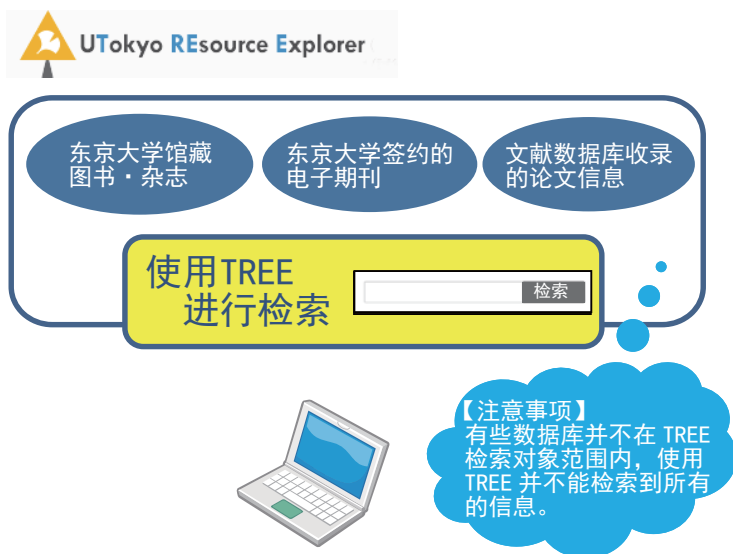 UTokyo REsource Explorer
东京大学馆藏
图书・杂志
东京大学签约的
电子期刊
文献数据库收录
的论文信息
使用TREE
进行检索
检索
【注意事项】
有些数据库并不在 TREE
检索对象范围内，使用
TREE 并不能检索到所有
的信息。